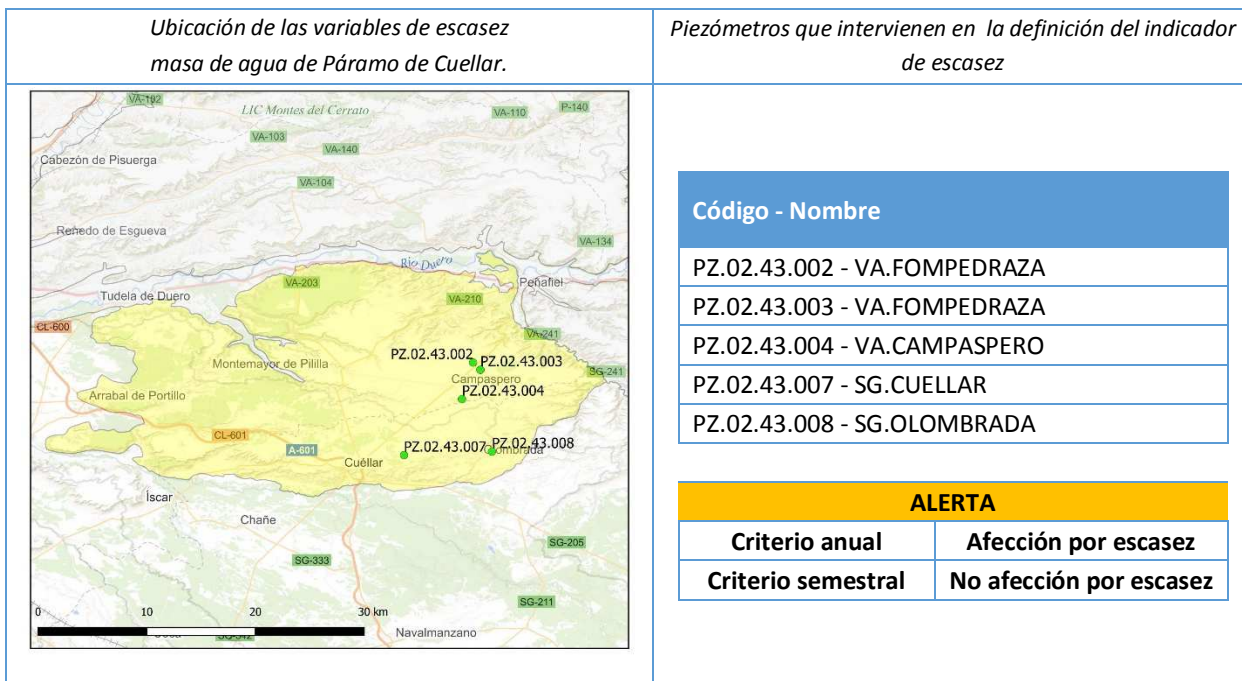 Ubicación de las variables de escasez
masa de agua de Páramo de Cuellar.
Piezómetros que intervienen en la definición del indicador
de escasez
VA-192
LIC Montes del Cerrato
VA-110
P-140
VA-103
VA-140
Cabezón de Pisuerga
VA-104
Renedo de Esgueva
VA-134
Río Duero
VA-203
Peñafiel
Tudela de Duero
VA-210
CL-600
VA-241
PZ.02.43.002
PZ.02.43.003
Montemayor de Pililla
Campaspero
SG-241
PZ.02.43.004
Arrabal de Portillo
CL-601
A-601
PZ.02.43.007
PZ.02.43.008
Olombrada
Cuéllar
Íscar
Chañe
SG-205
SG-333
SG-211
0 10 20 30 km
Navalmanzano
SG-342
Código - Nombre
PZ.02.43.002 - VA.FOMPEDRAZA
PZ.02.43.003 - VA.FOMPEDRAZA
PZ.02.43.004 - VA.CAMPASPERO
PZ.02.43.007 - SG.CUELLAR
PZ.02.43.008 - SG.OLOMBRADA
ALERTA
Criterio anual Afección por escasez
Criterio semestral No afección por escasez